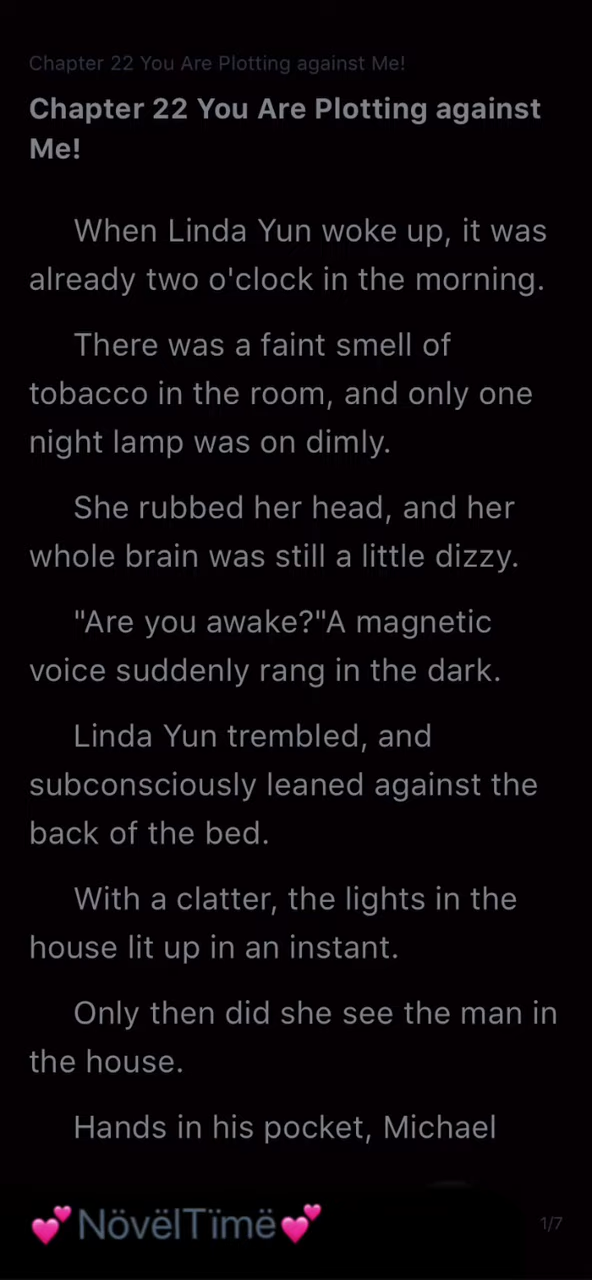 Chapter 22 You Are Plotting against Me!
Chapter 22 You Are Plotting against
Me!
When Linda Yun woke up, it was
already two o'clock in the morning.
There was a faint smell of
tobacco in the room, and only one
night lamp was on dimly.
She rubbed her head, and her
whole brain was still a little dizzy.
"Are you awake?"A magnetic
voice suddenly rang in the dark.
Linda Yun trembled, and
subconsciously leaned against the
back of the bed.
With a clatter, the lights in the
house lit up in an instant.
Only then did she see the man in
the house.
Hands in his pocket, Michael
💕NövëlTïmë💕
1/7